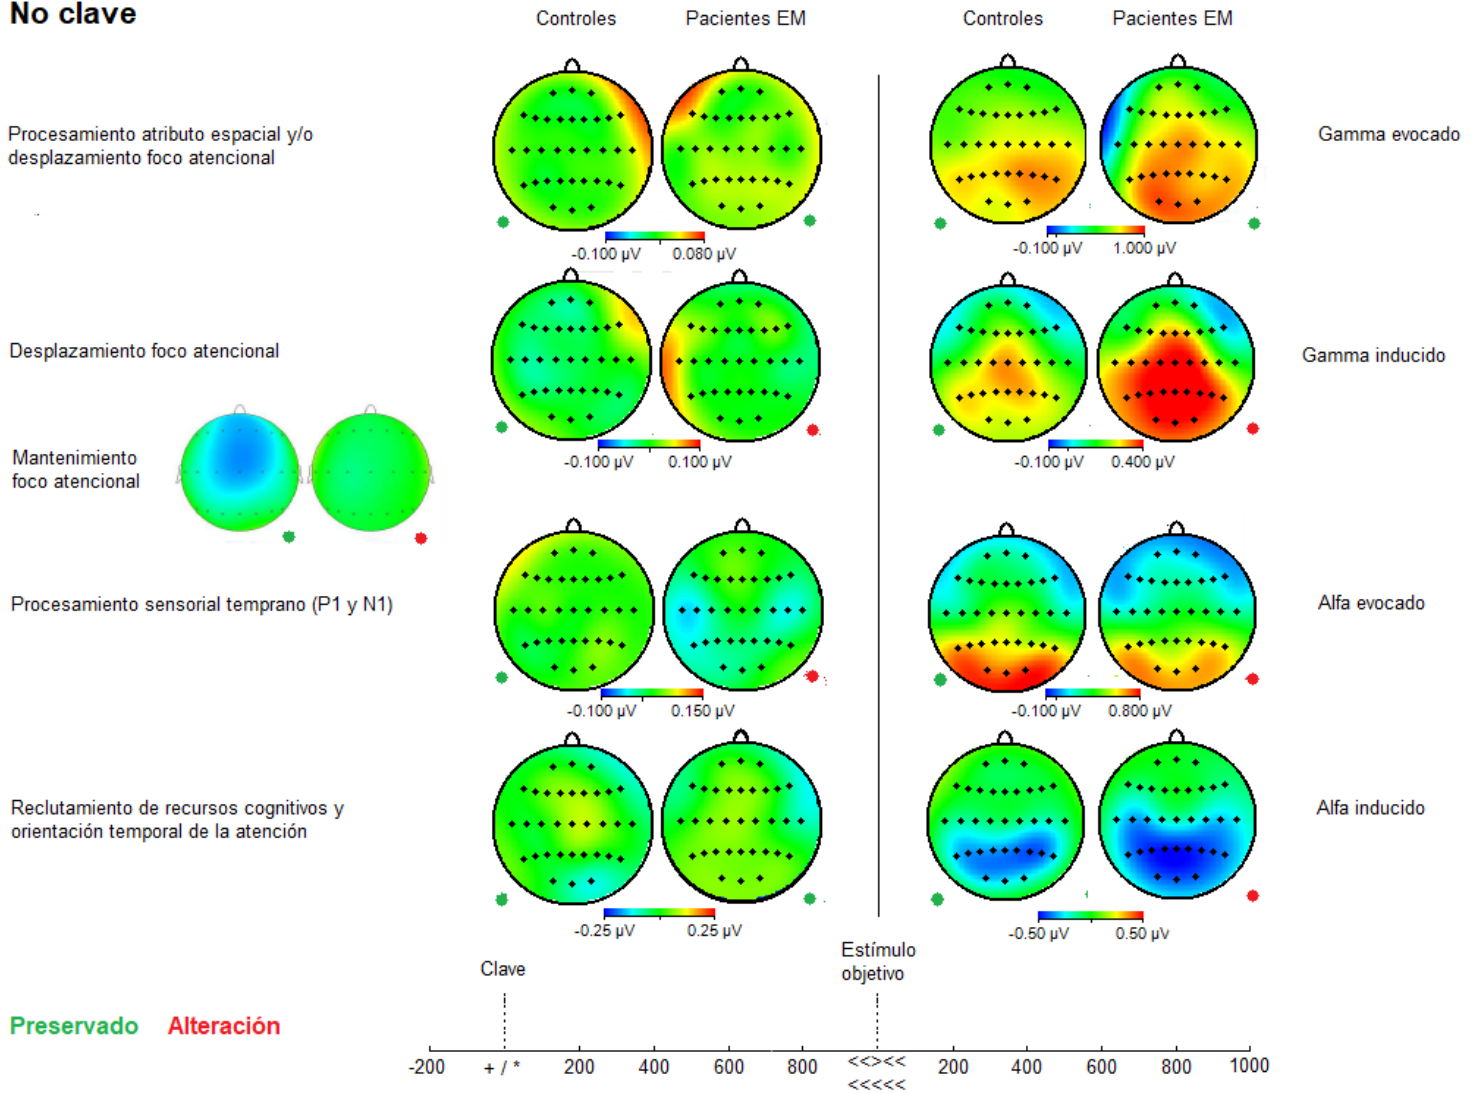 No clave
Controles
Pacientes EM
Controles
Pacientes EM
Procesamiento atributo espacial y/o
desplazamiento foco atencional
Gamma evocado
-0.100 µV
0.080 µV
-0.100 µV
1.000 µV
Desplazamiento foco atencional
Gamma inducido
-0.100 µV
0.100 µV
-0.100 µV
0.400 µV
Mantenimiento
foco atencional
Procesamiento sensorial temprano (P1 y N1)
Alfa evocado
-0.100 µV
0.150 µV
-0.100 µV
0.800 µV
Reclutamiento de recursos cognitivos y
orientación temporal de la atención
Alfa inducido
-0.25 µV
0.25 µV
-0.50 µV
0.50 µV
Clave
Estímulo
objetivo
Preservado
Alteración
-200
+ / *
200
400
600
800
<<><<
<<<<<
200
400
600
800
1000